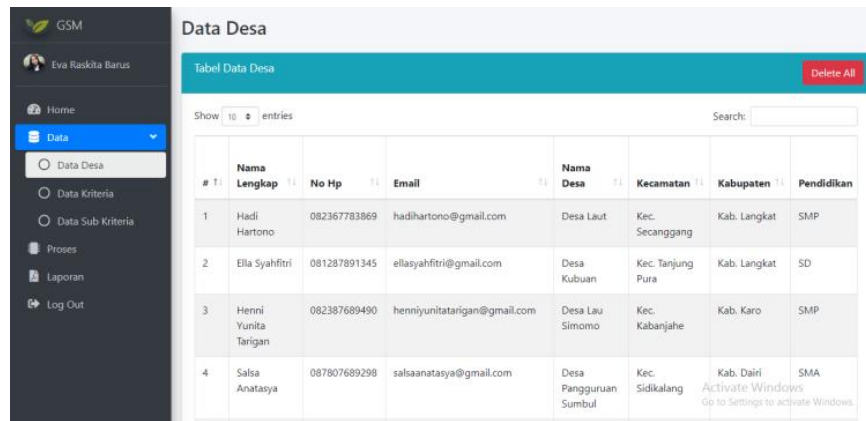 GSM
Eva Raskita Barus
Home
Data
Data Desa
Data Kriteria
Data Sub Kriteria
Proses
Laporan
Log Out
Data Desa
Tabel Data Desa
Delete All
Show 10 entries
Search:
# Nama Lengkap No Hp Email Nama Desa Kecamatan Kabupaten Pendidikan
1 Hadi Hartono 082367783869 hadihartono@gmail.com Desa Laut Kec. Secanggang Kab. Langkat SMP
2 Ella Syahfitri 081287891345 ellasyahfitri@gmail.com Desa Kubuan Kec. Tanjung Pura Kab. Langkat SD
3 Henni Yunita Tarigan 082387689490 henniyunitatarigan@gmail.com Desa Lau Simomo Kec. Kabanjahe Kab. Karo SMP
4 Salsa Anatasya 087807689298 salsaanatasya@gmail.com Desa Pangguruan Sumbul Kec. Sidikalang Kab. Dairi SMA
Activate Windows
Go to Settings to activate Windows.